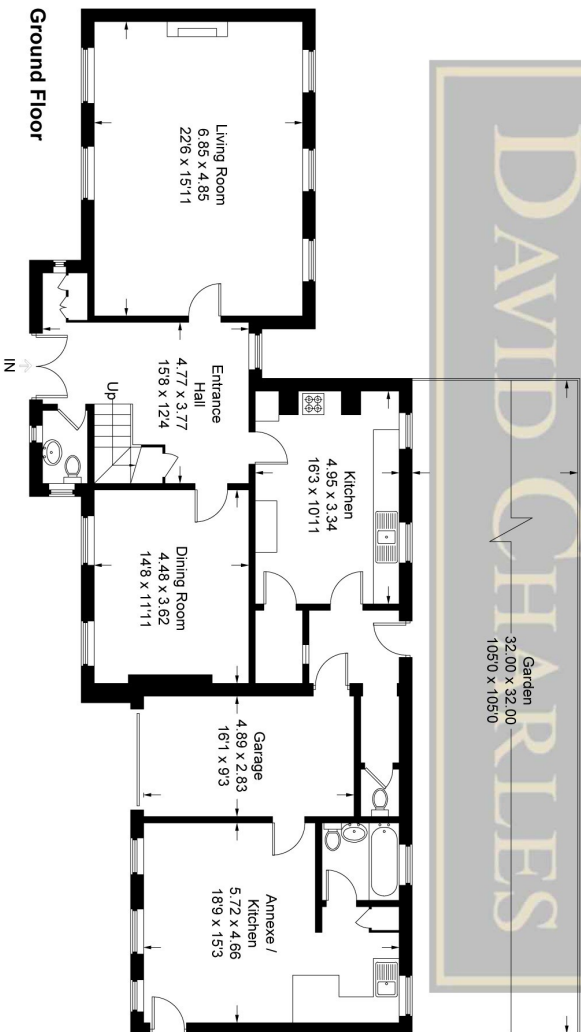 DAVID CHARLES
Garden
32.00 x 32.00
105'0 x 105'0
Living Room
6.85 x 4.85
22'6 x 15'11
Entrance
Hall
4.77 x 3.77
15'8 x 12'4
Kitchen
4.95 x 3.34
16'3 x 10'11
Up
Dining Room
4.48 x 3.62
14'8 x 11'11
Garage
4.89 x 2.83
16'1 x 9'3
Annexe /
Kitchen
5.72 x 4.66
18'9 x 15'3
IN
Ground Floor